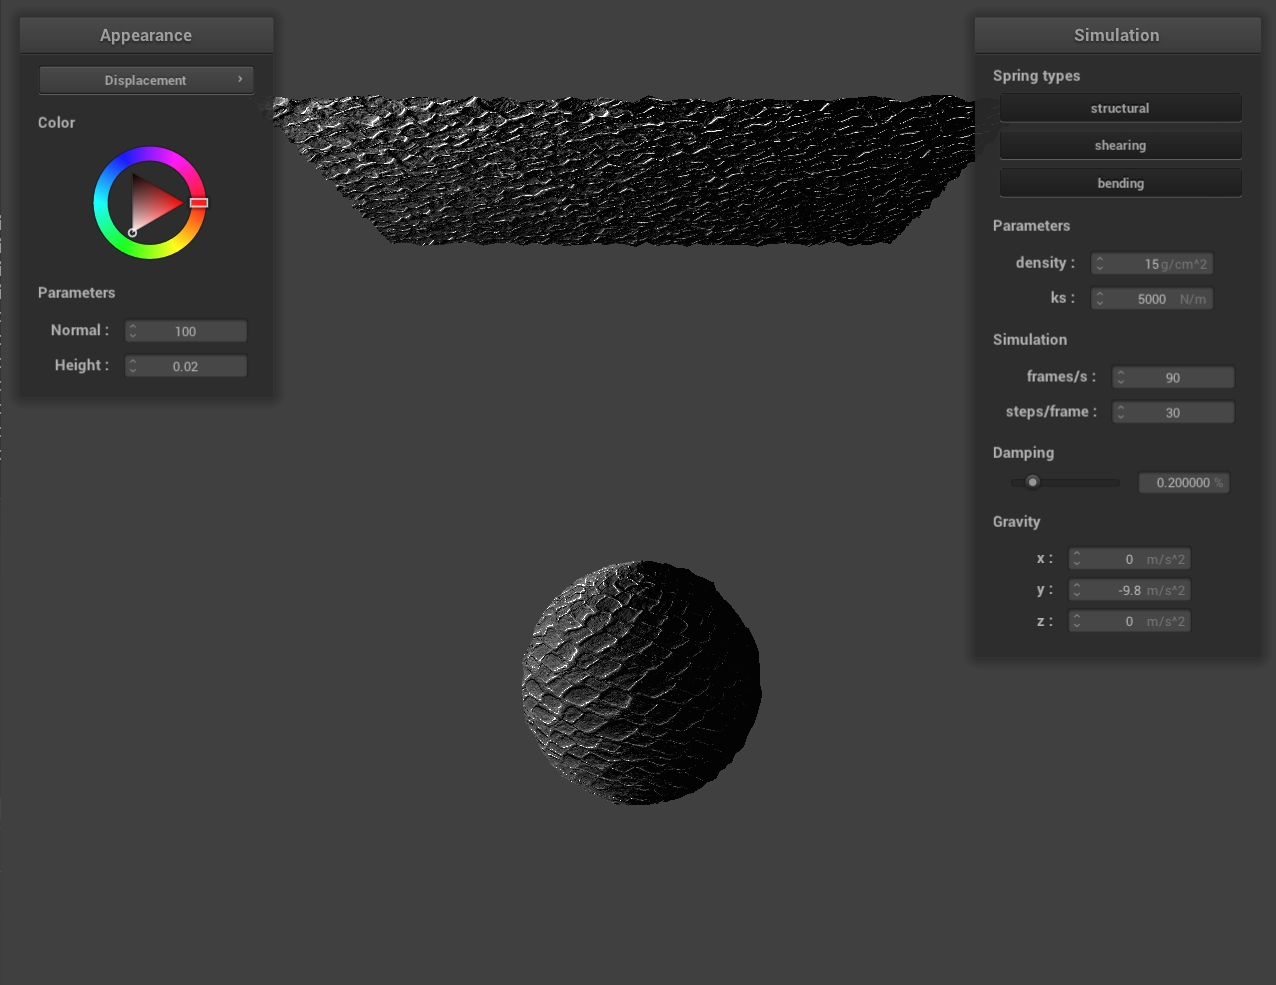 Appearance
Displacement ›
Color
Parameters
Normal : 100
Height : 0.02
Simulation
Spring types
structural
shearing
bending
Parameters
density : 15 g/cm^2
ks : 5000 N/m
Simulation
frames/s : 90
steps/frame : 30
Damping
0.200000 %
Gravity
x : 0 m/s^2
y : -9.8 m/s^2
z : 0 m/s^2